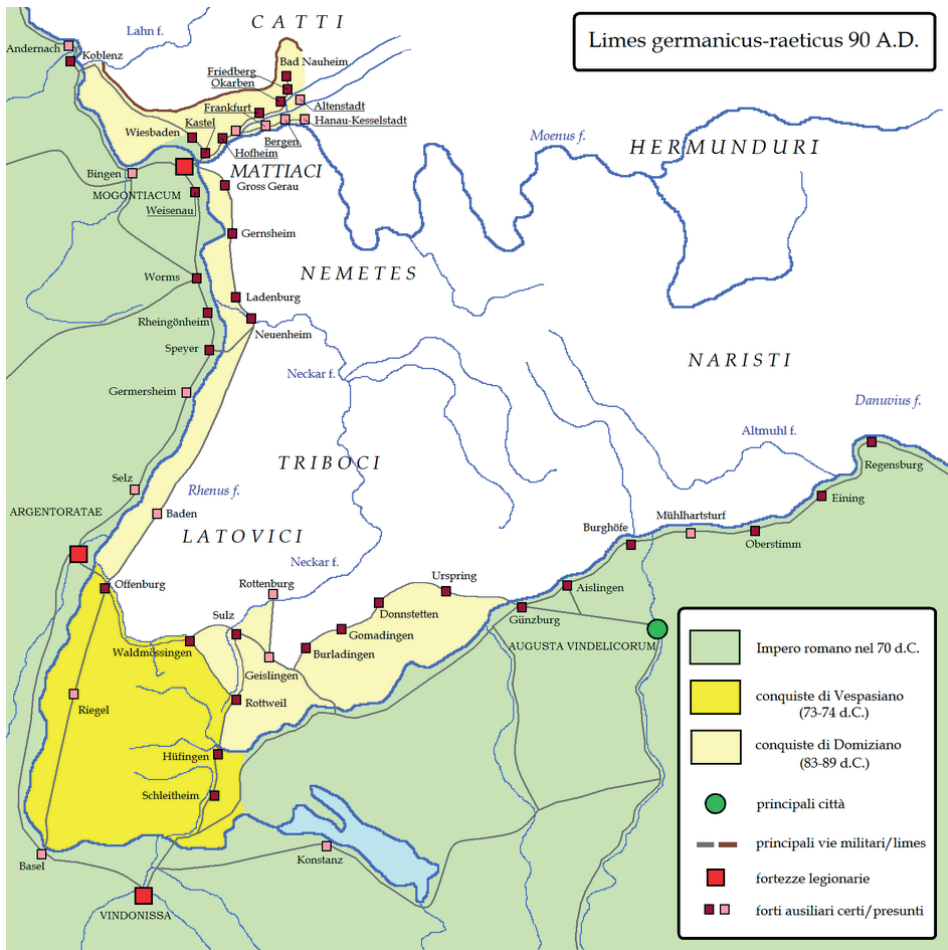 Limes germanicus-raeticus 90 A.D.
CATTI
Lahn f.
Andernach
Koblenz
Bad Nauheim
Friedberg
Okarben
Altenstadt
Frankfurt
Hanau-Kesselstadt
Kastel
Wiesbaden
Bergen
Hofheim
Moenus f.
HERMUNDURI
MATTIACI
Bingen
MOGONTIACUM
Gross Gerau
Weisenau
Gernsheim
NEMETES
Worms
Ladenburg
Rheingönheim
Neuenheim
Speyer
NARISTI
Neckar f.
Germersheim
Danuvius f.
Altmuhl f.
TRIBOCI
Regensburg
Selz
Rhenus f.
Eining
ARGENTORATAE
Baden
Mühlhartsturf
LATOVICI
Burghöfe
Oberstimm
Neckar f.
Offenburg
Rottenburg
Urspring
Aislingen
Sulz
Donnstetten
Günzburg
Gomadingen
Waldmössingen
Burladingen
AUGUSTA VINDELICORUM
Geislingen
Riegel
Rottweil
Hüfingen
Schleitheim
Basel
Konstanz
VINDONISSA
Impero romano nel 70 d.C.
conquiste di Vespasiano
(73-74 d.C.)
conquiste di Domiziano
(83-89 d.C.)
principali città
principali vie militari/limes
fortezze legionarie
forti ausiliari certi/presunti